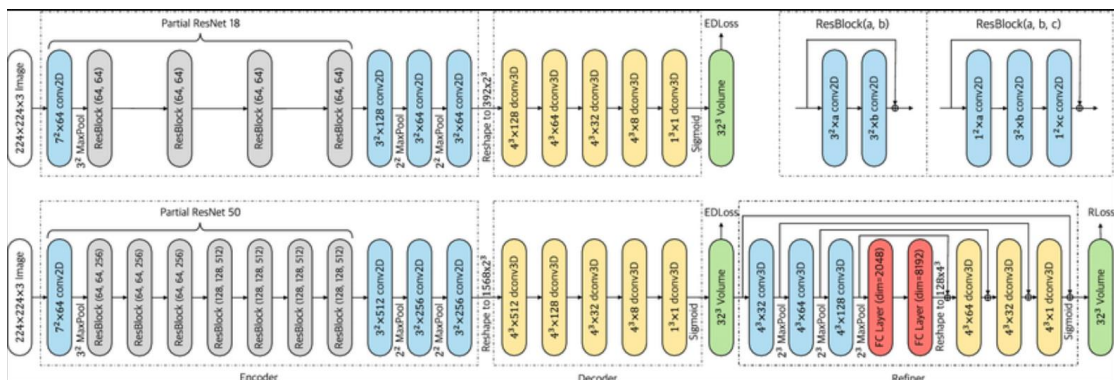 Partial ResNet 18
EDLoss
ResBlock(a, b)
ResBlock(a, b, c)
224×224×3 Image
7²×64 conv2D
3² MaxPool
ResBlock (64, 64)
ResBlock (64, 64)
ResBlock (64, 64)
ResBlock (64, 64)
3²×128 conv2D
2² MaxPool
3²×64 conv2D
2² MaxPool
3²×64 conv2D
Reshape to 392x2³
4³×128 dconv3D
4³×64 dconv3D
4³×32 dconv3D
4³×8 dconv3D
1³×1 dconv3D
Sigmoid
32³ Volume
3²×a conv2D
3²×b conv2D
1²×a conv2D
3²×b conv2D
1²×c conv2D
Partial ResNet 50
EDLoss
RLoss
224×224×3 Image
7²×64 conv2D
3² MaxPool
ResBlock (64, 64, 256)
ResBlock (64, 64, 256)
ResBlock (64, 64, 256)
ResBlock (128, 128, 512)
ResBlock (128, 128, 512)
ResBlock (128, 128, 512)
ResBlock (128, 128, 512)
3²×512 conv2D
2² MaxPool
3²×256 conv2D
2² MaxPool
3²×256 conv2D
Reshape to 1568x2³
4³×512 dconv3D
4³×128 dconv3D
4³×32 dconv3D
4³×8 dconv3D
1³×1 dconv3D
Sigmoid
32³ Volume
4³×32 conv3D
2³ MaxPool
4³×64 conv3D
2³ MaxPool
4³×128 conv3D
2³ MaxPool
FC Layer (dim=2048)
FC Layer (dim=8192)
Reshape to 128x4³
4³×64 dconv3D
4³×32 dconv3D
4³×1 dconv3D
Sigmoid
32³ Volume
Encoder
Decoder
Refiner